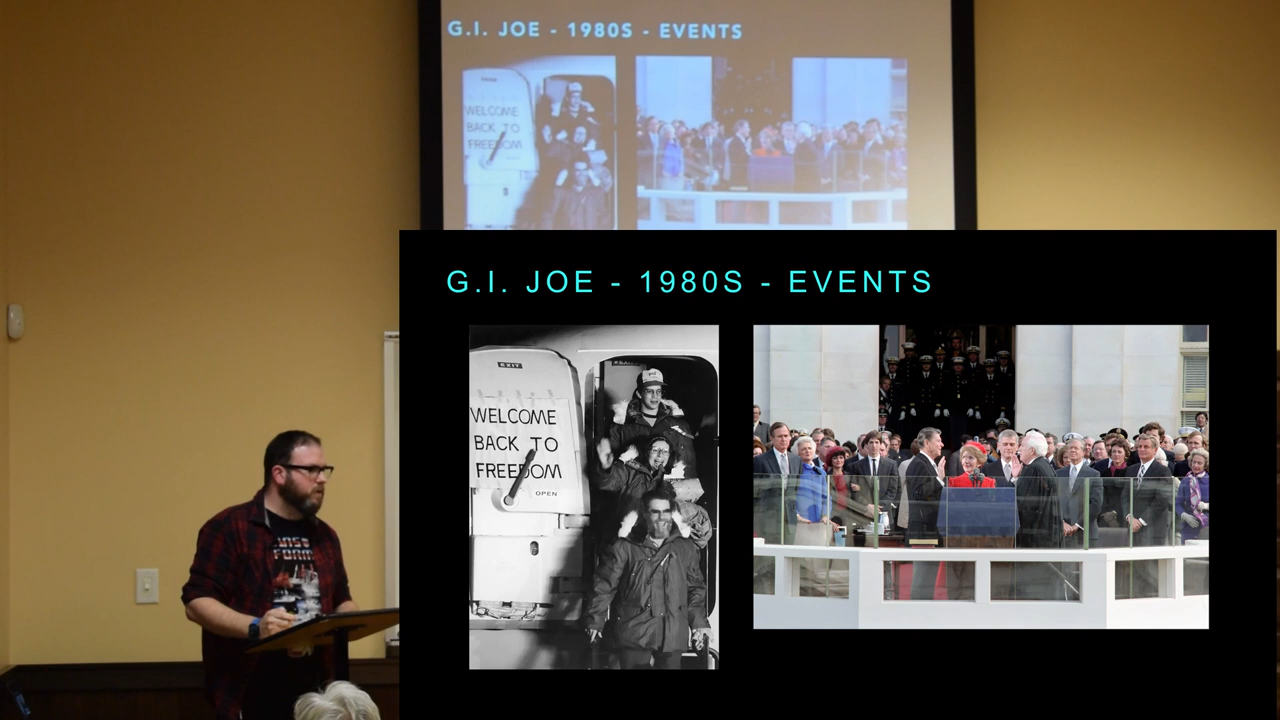 G.I. JOE - 1980S - EVENTS
WELCOME
BACK TO
FREEDOM
G.I. JOE - 1980S - EVENTS
EXIT
WELCOME
BACK TO
FREEDOM
OPEN